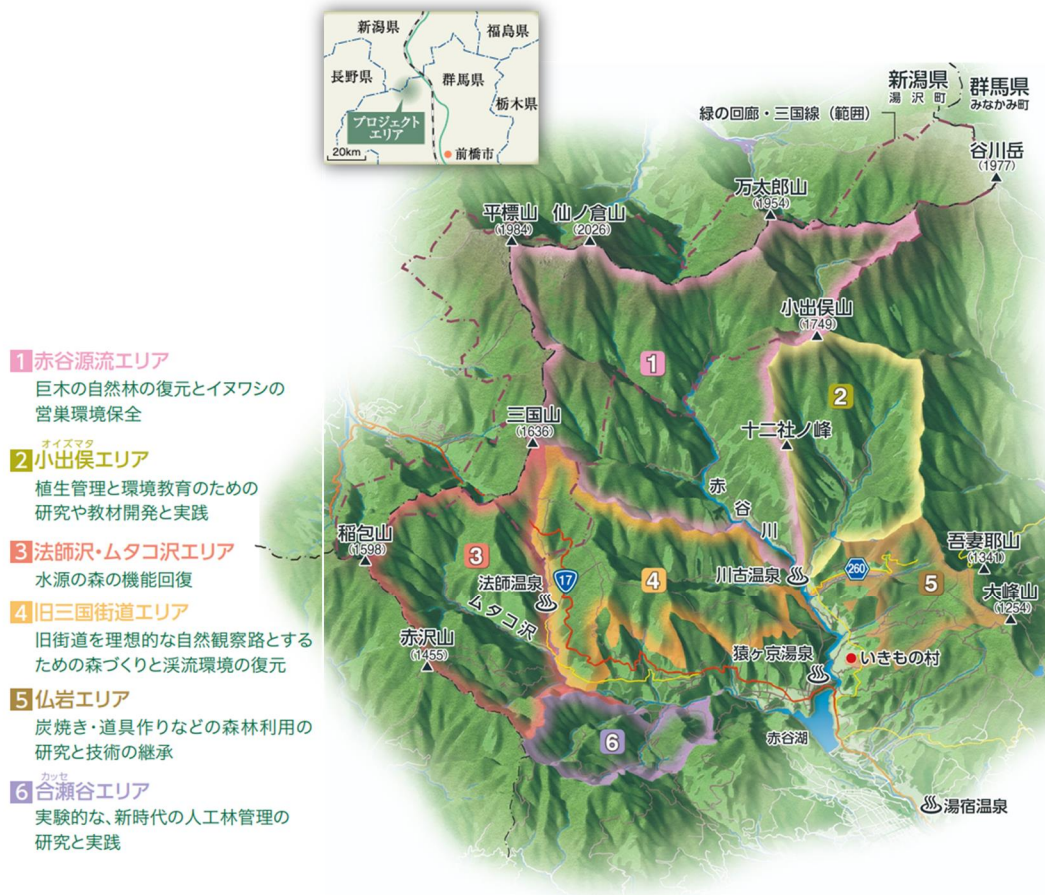 新潟県
福島県
長野県
群馬県
栃木県
プロジェクト
エリア
20km
前橋市
新潟県
湯沢町
群馬県
みなかみ町
緑の回廊・三国線（範囲）
谷川岳
(1977)
万太郎山
(1954)
平標山
(1984)
仙ノ倉山
(2026)
小出俣山
(1749)
1
2
三国山
(1636)
十二社ノ峰
赤谷川
稲包山
(1598)
3
法師温泉
17
4
川古温泉
260
5
吾妻耶山
(1341)
大峰山
(1254)
ムタコ沢
赤沢山
(1455)
猿ヶ京温泉
いきもの村
6
赤谷湖
湯宿温泉
1 赤谷源流エリア
巨木の自然林の復元とイヌワシの
営巣環境保全
オイズマタ
2 小出俣エリア
植生管理と環境教育のための
研究や教材開発と実践
3 法師沢・ムタコ沢エリア
水源の森の機能回復
4 旧三国街道エリア
旧街道を理想的な自然観察路とする
ための森づくりと渓流環境の復元
5 仏岩エリア
炭焼き・道具作りなどの森林利用の
研究と技術の継承
カッセ
6 合瀬谷エリア
実験的な、新時代の人工林管理の
研究と実践